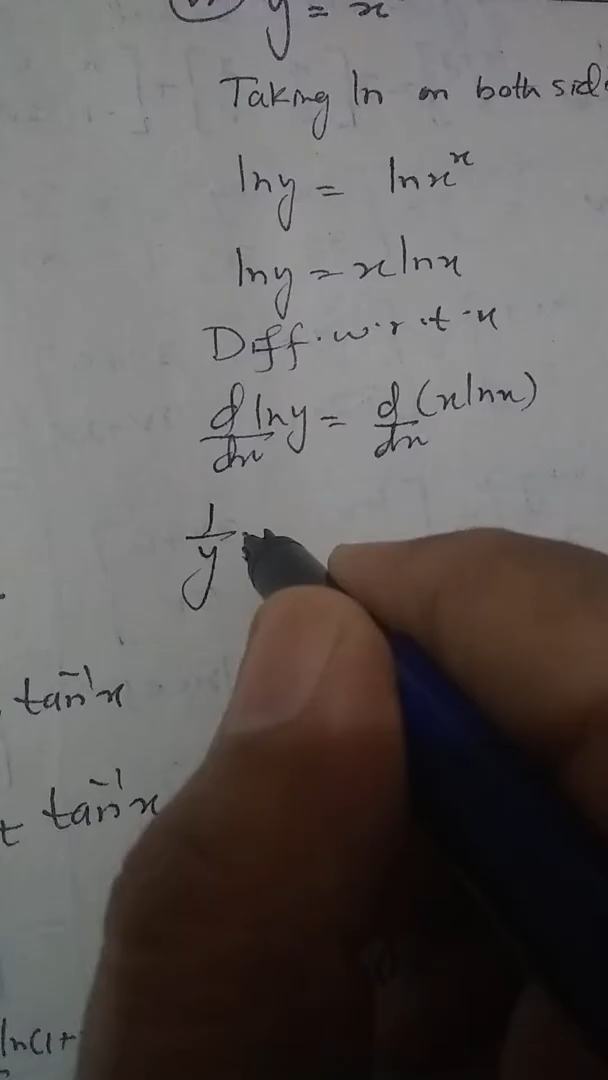 y = x
Taking ln on both side
lny = lnx^x
lny = xlnx
Diff. w.r.t.x
d/dx lny = d/dx (xlnx)
1/y
tan⁻¹x
tan⁻¹x
ln(1+